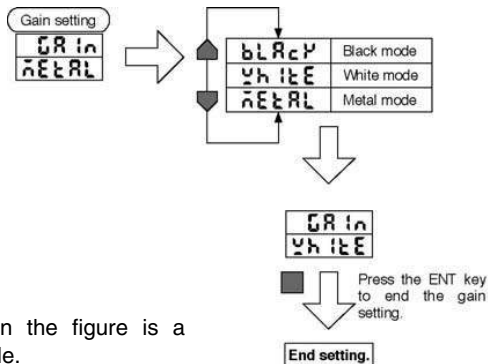 Gain setting
GAIn
MEtAL
bLAcK
Black mode
WhItE
White mode
MEtAL
Metal mode
GAIn
WhItE
Press the ENT key
to end the gain
setting.
n the figure is a
le.
End setting.